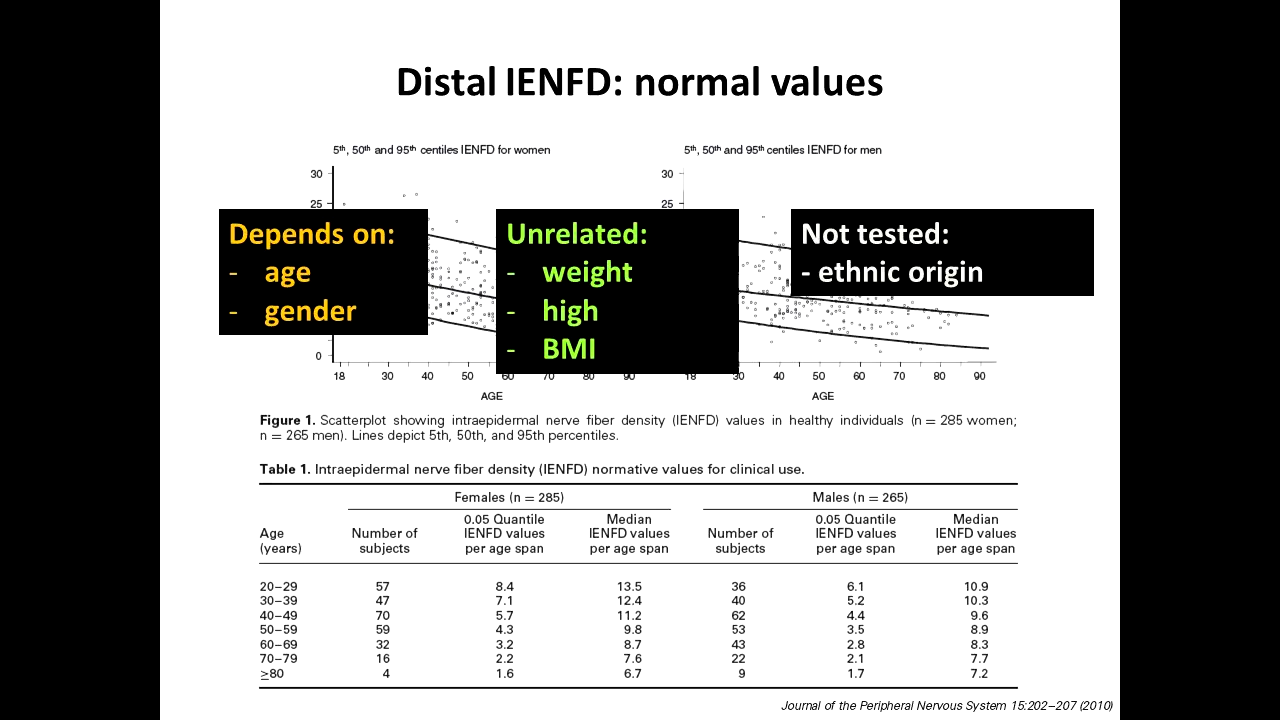 Distal IENFD: normal values
5th, 50th and 95th centiles IENFD for women
5th, 50th and 95th centiles IENFD for men
30
25
0
18 30 40 50 60 70 80 90
AGE
30
25
18 30 40 50 60 70 80 90
AGE
Depends on:
- age
- gender
Unrelated:
- weight
- high
- BMI
Not tested:
- ethnic origin
Figure 1. Scatterplot showing intraepidermal nerve fiber density (IENFD) values in healthy individuals (n = 285 women;
n = 265 men). Lines depict 5th, 50th, and 95th percentiles.
Table 1. Intraepidermal nerve fiber density (IENFD) normative values for clinical use.
Females (n = 285) Males (n = 265)
0.05 Quantile Median 0.05 Quantile Median
Age Number of IENFD values IENFD values Number of IENFD values IENFD values
(years) subjects per age span per age span subjects per age span per age span
20–29 57 8.4 13.5 36 6.1 10.9
30–39 47 7.1 12.4 40 5.2 10.3
40–49 70 5.7 11.2 62 4.4 9.6
50–59 59 4.3 9.8 53 3.5 8.9
60–69 32 3.2 8.7 43 2.8 8.3
70–79 16 2.2 7.6 22 2.1 7.7
≥80 4 1.6 6.7 9 1.7 7.2
Journal of the Peripheral Nervous System 15:202–207 (2010)